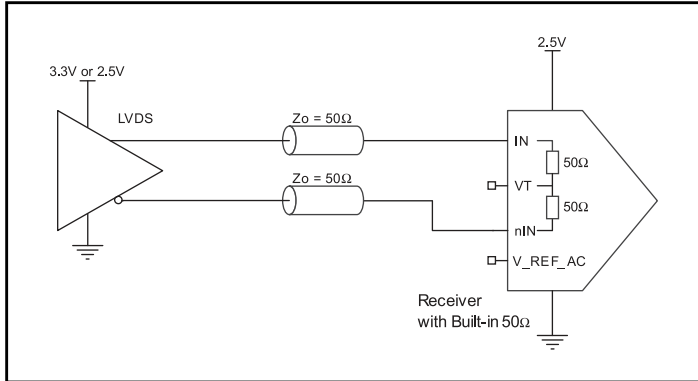 2.5V
3.3V or 2.5V
LVDS
Zo = 50Ω
IN
50Ω
Zo = 50Ω
VT
50Ω
nIN
V_REF_AC
Receiver
with Built-in 50Ω